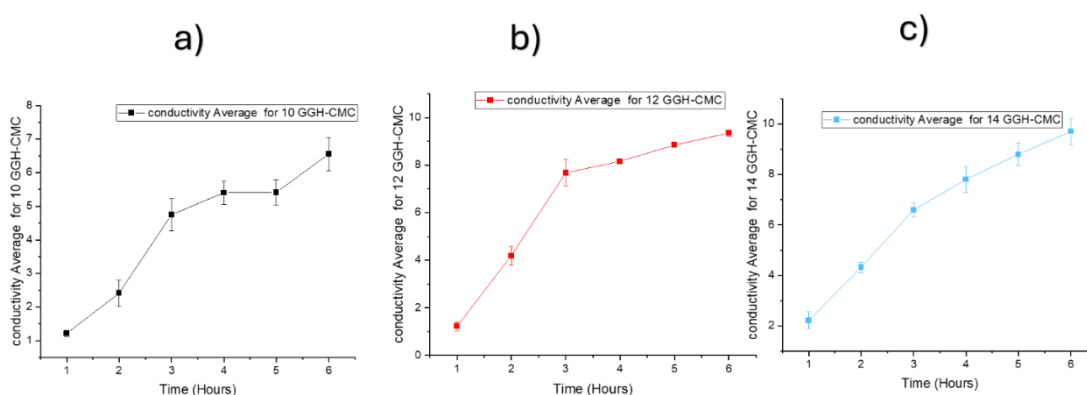 a)
conductivity Average for 10 GGH-CMC
conductivity Average for 10 GGH-CMC
8
7
6
5
4
3
2
1
1 2 3 4 5 6
Time (Hours)
b)
conductivity Average for 12 GGH-CMC
conductivity Average for 12 GGH-CMC
10
8
6
4
2
0
1 2 3 4 5 6
Time (Hours)
c)
conductivity Average for 14 GGH-CMC
conductivity Average for 14 GGH-CMC
10
8
6
4
2
1 2 3 4 5 6
Time (Hours)